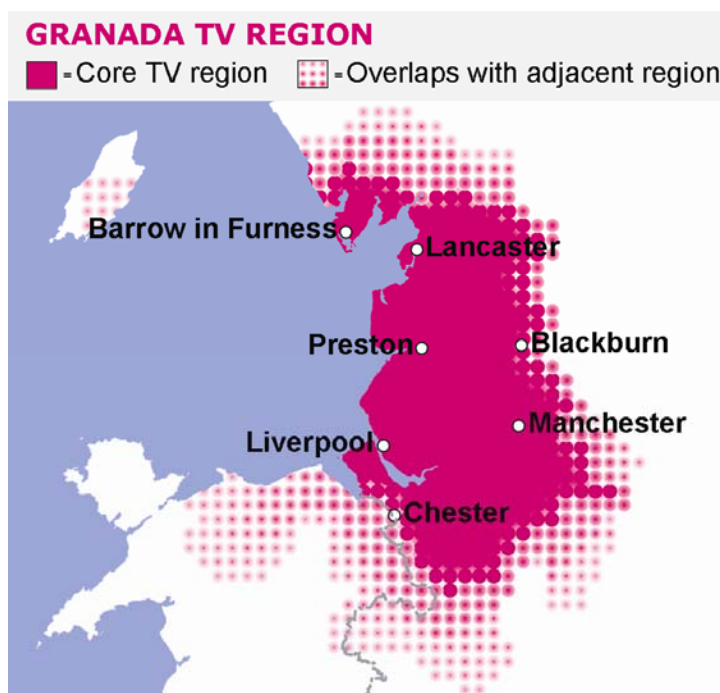 GRANADA TV REGION
= Core TV region
= Overlaps with adjacent region
Barrow in Furness
Lancaster
Preston
Blackburn
Manchester
Liverpool
Chester